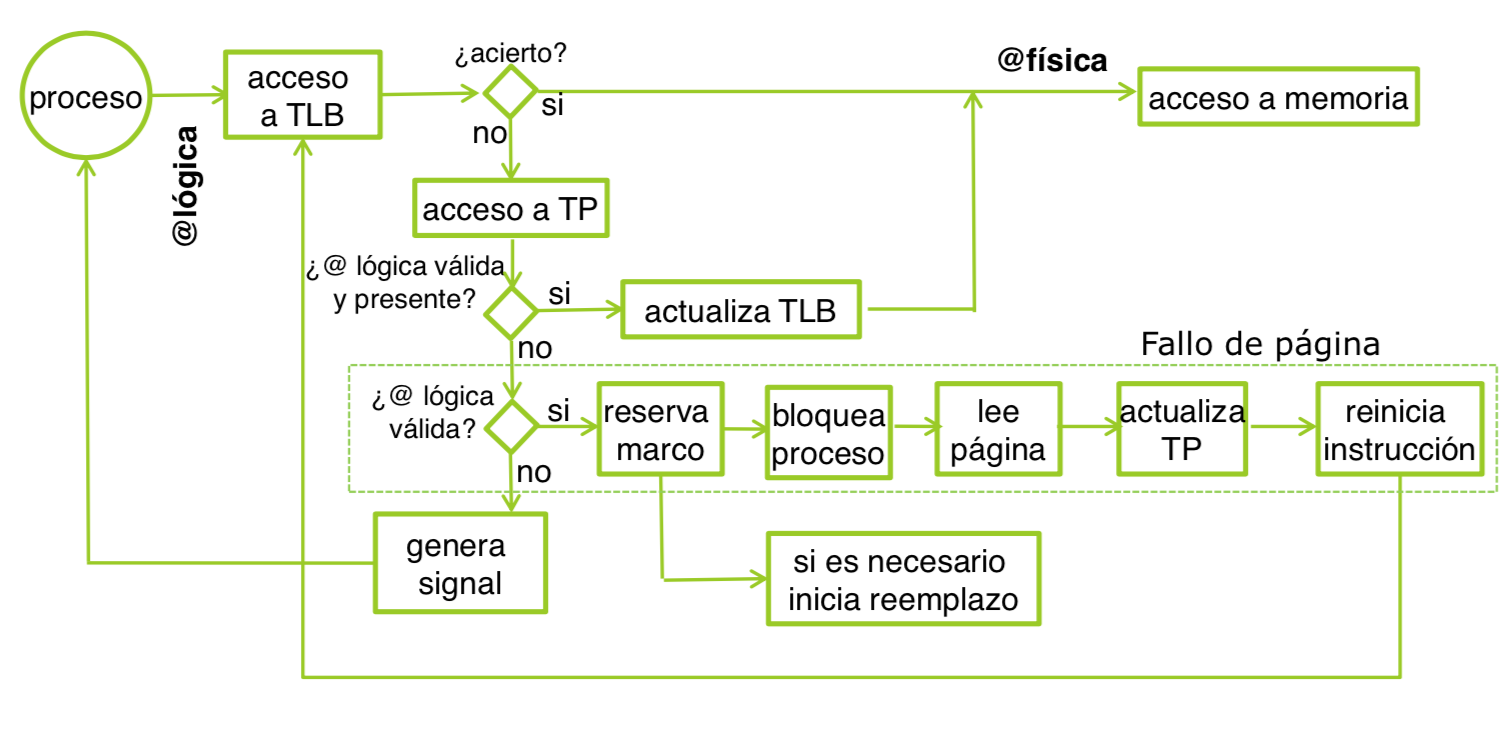 proceso
@lógica
acceso
a TLB
¿acierto?
si
no
@física
acceso a memoria
acceso a TP
¿@ lógica válida
y presente?
si
no
actualiza TLB
Fallo de página
¿@ lógica
válida?
si
no
reserva
marco
bloquea
proceso
lee
página
actualiza
TP
reinicia
instrucción
genera
signal
si es necesario
inicia reemplazo